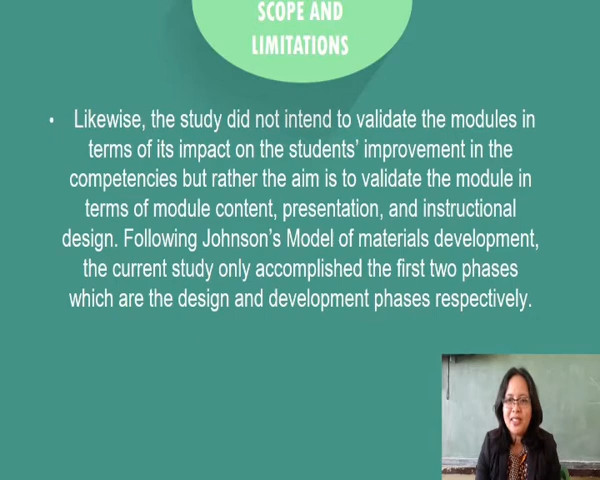 SCOPE AND
LIMITATIONS
• Likewise, the study did not intend to validate the modules in
terms of its impact on the students’ improvement in the
competencies but rather the aim is to validate the module in
terms of module content, presentation, and instructional
design. Following Johnson’s Model of materials development,
the current study only accomplished the first two phases
which are the design and development phases respectively.